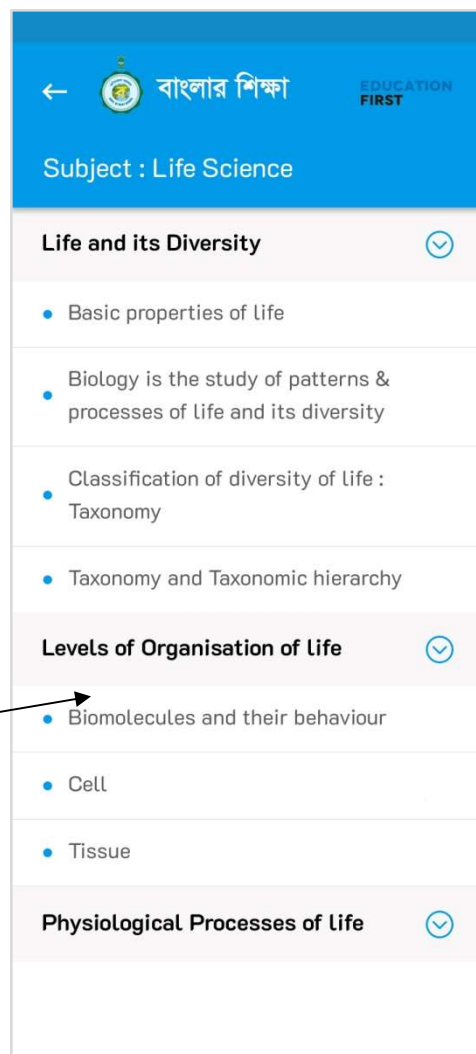 বাংলার শিক্ষা
EDUCATION
FIRST
Subject : Life Science
Life and its Diversity
Basic properties of life
Biology is the study of patterns &
processes of life and its diversity
Classification of diversity of life :
Taxonomy
Taxonomy and Taxonomic hierarchy
Levels of Organisation of life
Biomolecules and their behaviour
Cell
Tissue
Physiological Processes of life